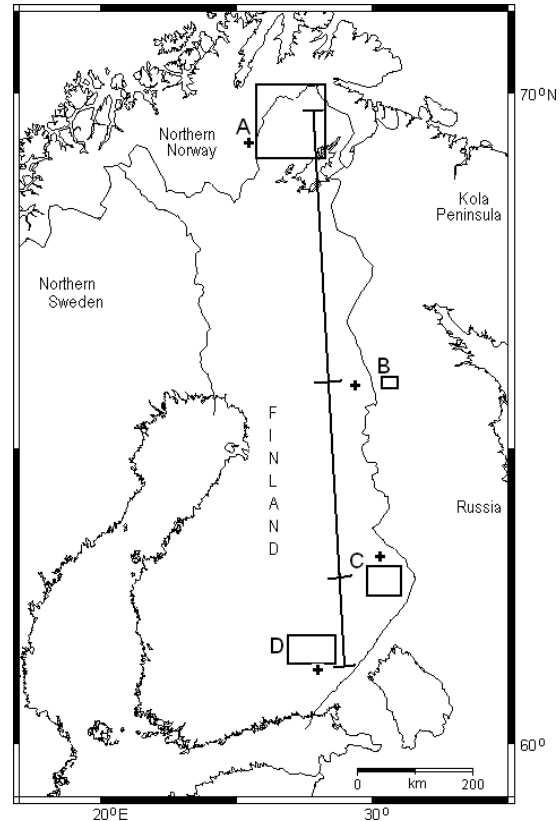 70°N
A
Northern
Norway
Kola
Peninsula
Northern
Sweden
B
F
I
N
L
A
N
D
Russia
C
D
60°
0 km 200
20°E
30°